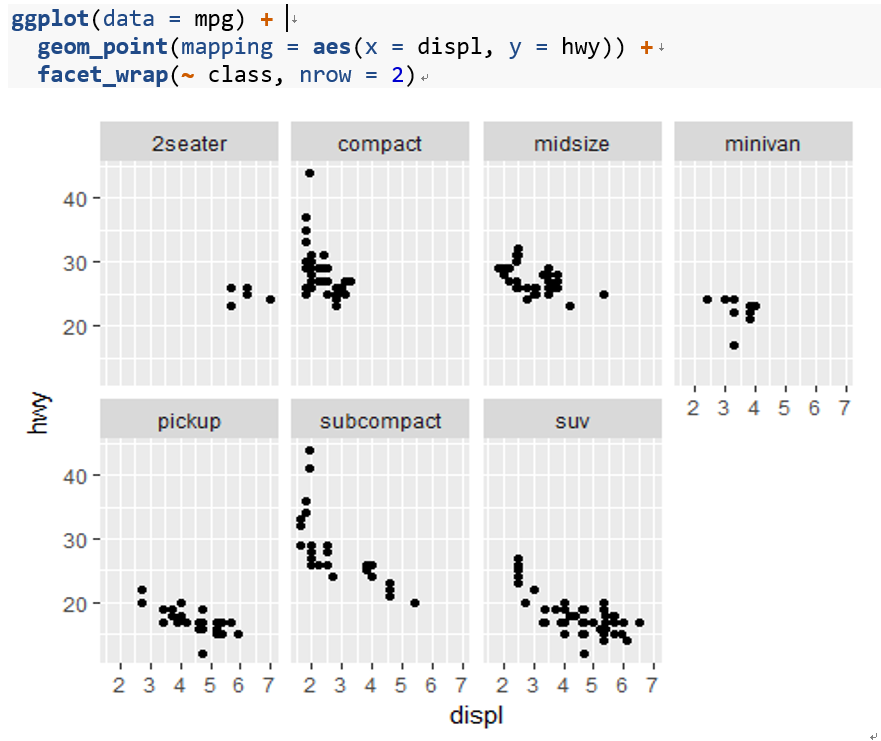 ggplot(data = mpg) +
  geom_point(mapping = aes(x = displ, y = hwy)) +
  facet_wrap(~ class, nrow = 2)
2seater compact midsize minivan
40
30
20
2 3 4 5 6 7
hwy
pickup subcompact suv
40
30
20
2 3 4 5 6 7 2 3 4 5 6 7 2 3 4 5 6 7
displ